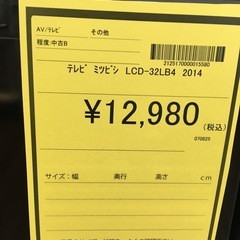 AV/テレビ その他
程度:中古B
2125170000015580
テレビ ミツビシ LCD-32LB4 2014
¥12,980
(税込)
070825
サイズ:幅 奥行 高さ cm